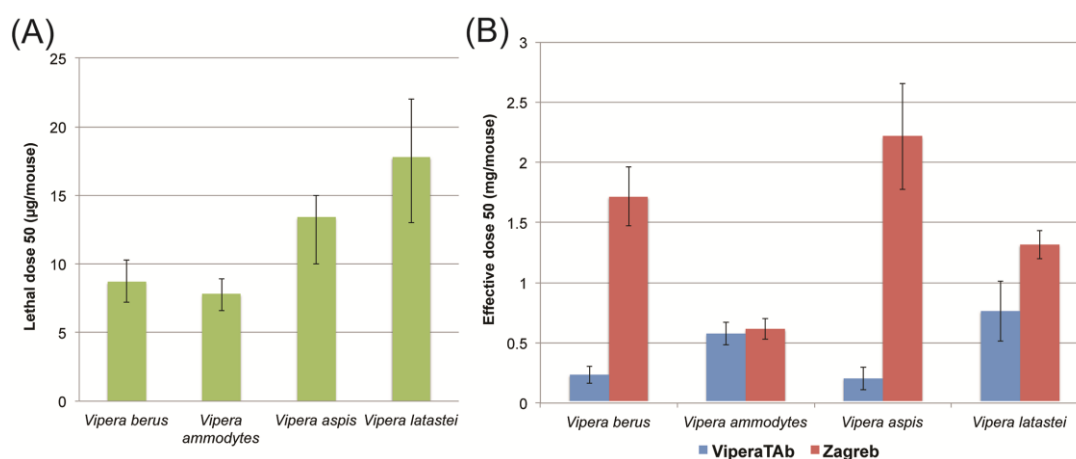 (A)
Lethal dose 50 (µg/mouse)
25
20
15
10
5
0
Vipera berus
Vipera ammodytes
Vipera aspis
Vipera latastei
(B)
Effective dose 50 (mg/mouse)
3
2.5
2
1.5
1
0.5
0
Vipera berus
Vipera ammodytes
Vipera aspis
Vipera latastei
ViperaTAb
Zagreb